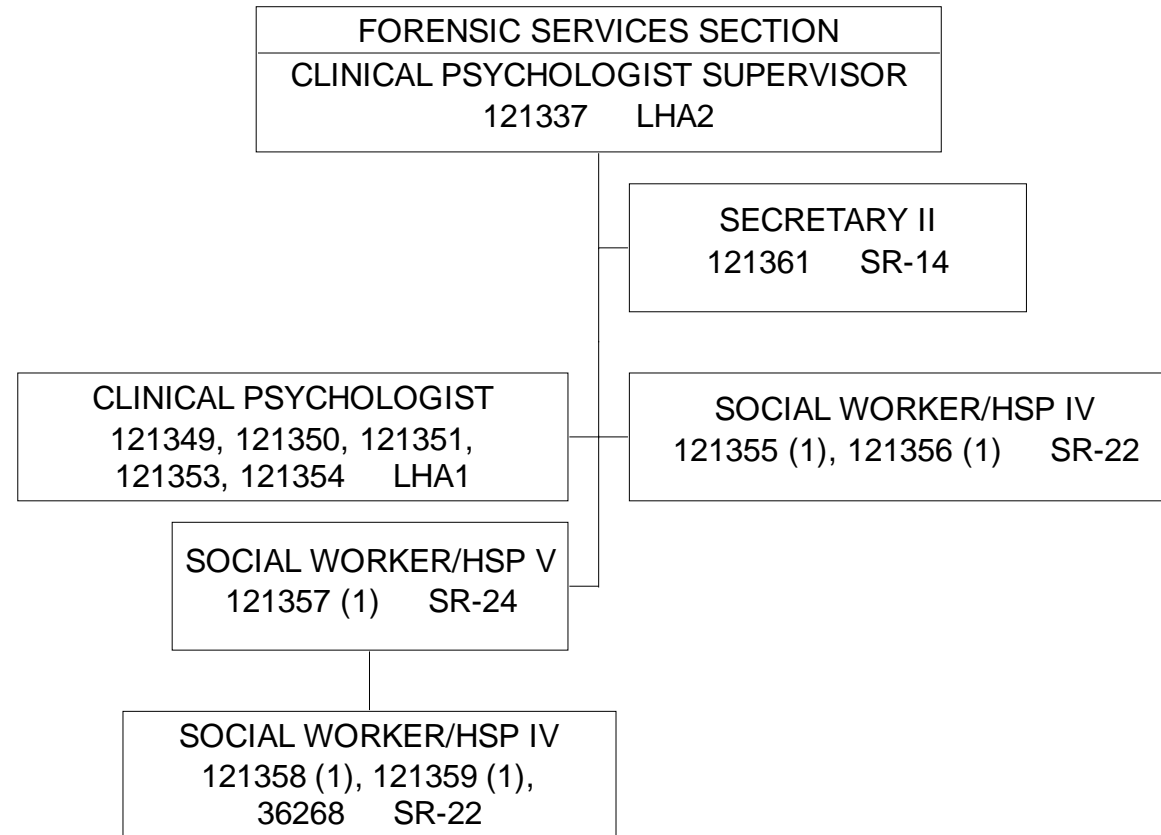 FORENSIC SERVICES SECTION
CLINICAL PSYCHOLOGIST SUPERVISOR
121337 LHA2
SECRETARY II
121361 SR-14
CLINICAL PSYCHOLOGIST
121349, 121350, 121351,
121353, 121354 LHA1
SOCIAL WORKER/HSP IV
121355 (1), 121356 (1) SR-22
SOCIAL WORKER/HSP V
121357 (1) SR-24
SOCIAL WORKER/HSP IV
121358 (1), 121359 (1),
36268 SR-22